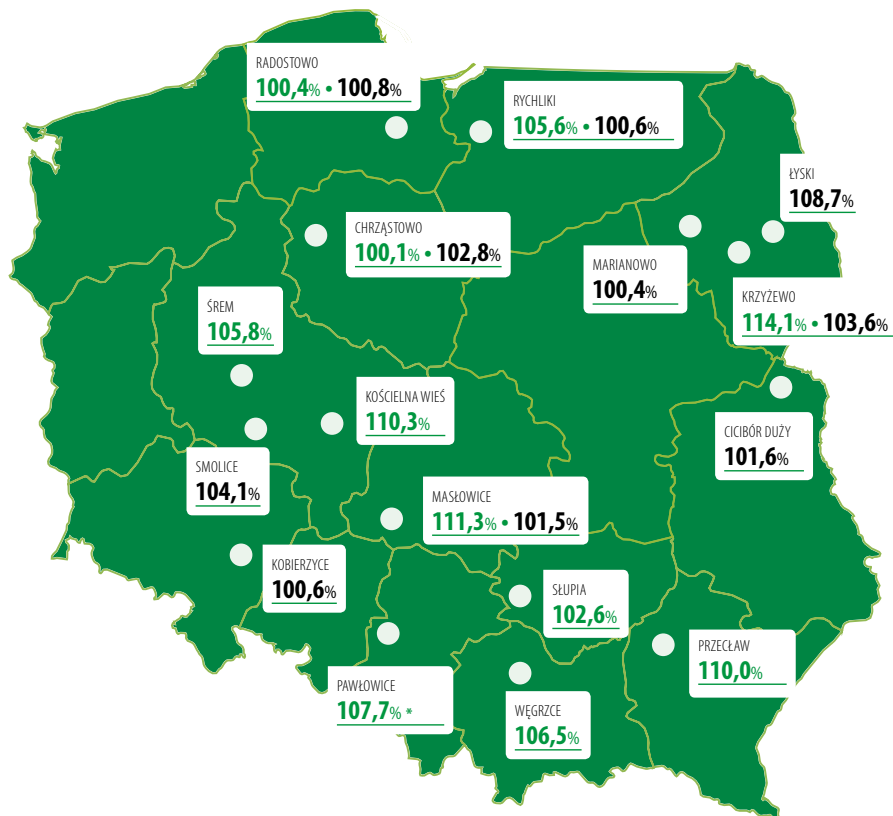 RADOSTOWO
100,4% • 100,8%
RYCHLIKI
105,6% • 100,6%
ŁYSKI
108,7%
CHRZĄSTOWO
100,1% • 102,8%
MARIANOWO
100,4%
KRZYŻEWO
114,1% • 103,6%
ŚREM
105,8%
KOŚCIELNA WIEŚ
110,3%
CICIBÓR DUŻY
101,6%
SMOLICE
104,1%
MASŁOWICE
111,3% • 101,5%
KOBIERZYCE
100,6%
SŁUPIA
102,6%
PRZECŁAW
110,0%
PAWŁOWICE
107,7% *
WĘGRZCE
106,5%